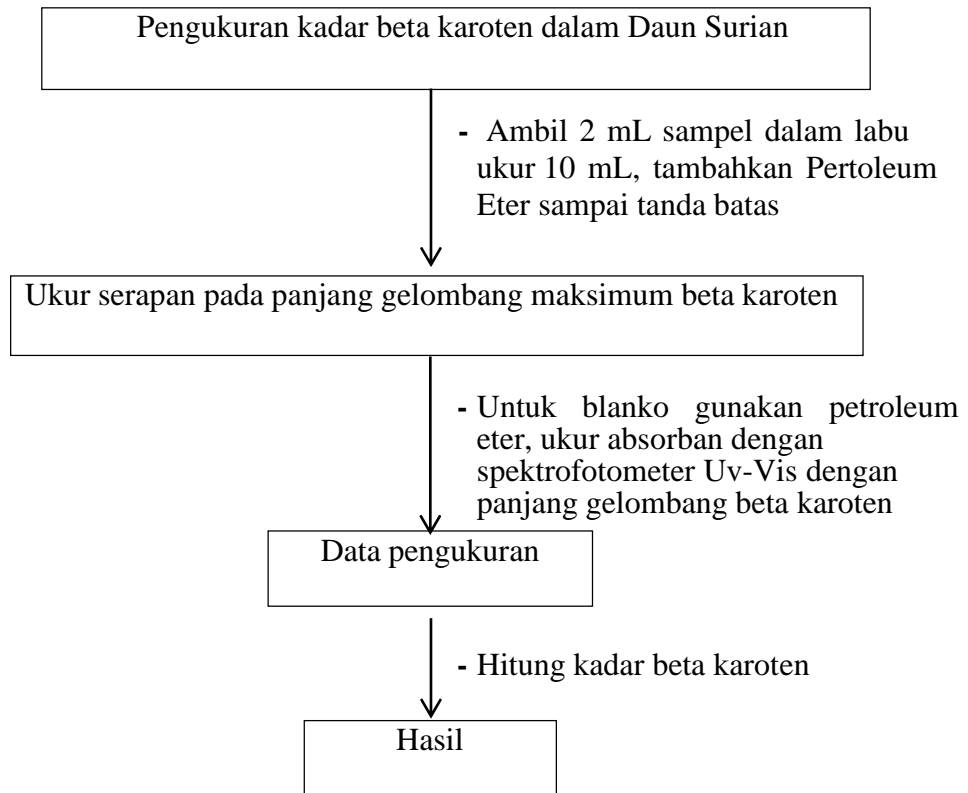 Pengukuran kadar beta karoten dalam Daun Surian
- Ambil 2 mL sampel dalam labu
ukur 10 mL, tambahkan Pertoleum
Eter sampai tanda batas
Ukur serapan pada panjang gelombang maksimum beta karoten
- Untuk blanko gunakan petroleum
eter, ukur absorban dengan
spektrofotometer Uv-Vis dengan
panjang gelombang beta karoten
Data pengukuran
- Hitung kadar beta karoten
Hasil